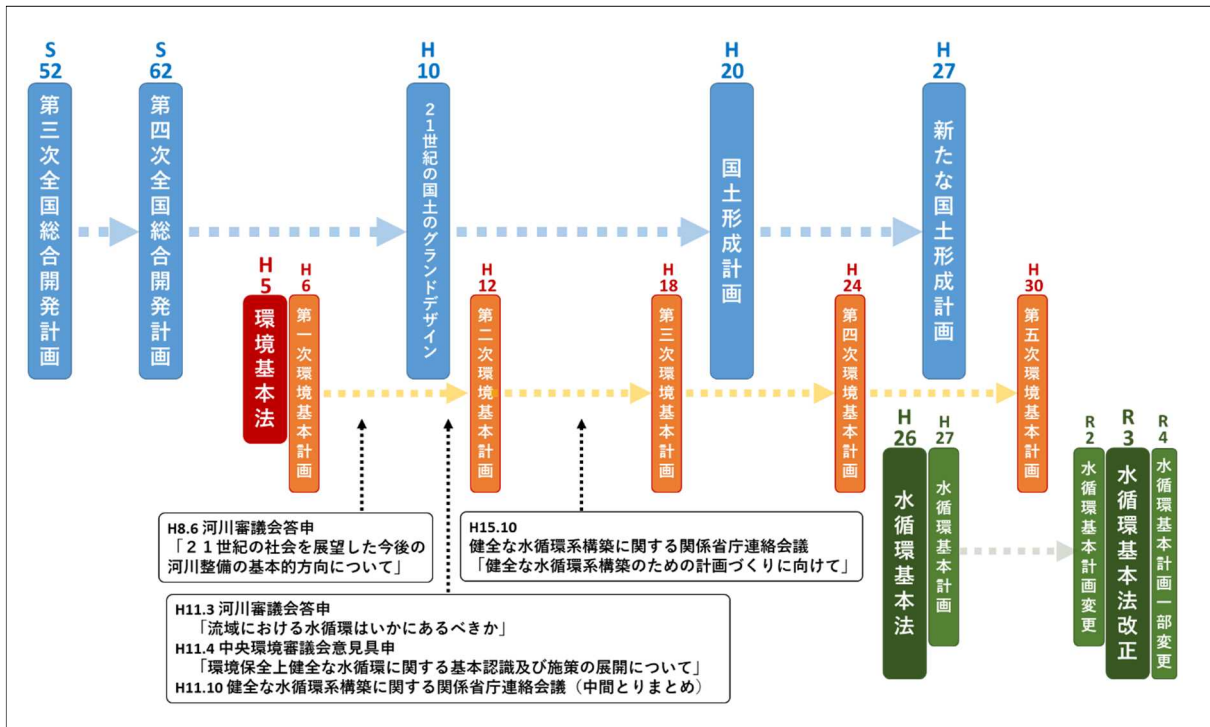 S
52
第三次全国総合開発計画
S
62
第四次全国総合開発計画
H
10
21世紀の国土のグランドデザイン
H
20
国土形成計画
H
27
新たな国土形成計画
H
5
環境基本法
H
6
第一次環境基本計画
H
12
第二次環境基本計画
H
18
第三次環境基本計画
H
24
第四次環境基本計画
H
30
第五次環境基本計画
H
26
水循環基本法
H
27
水循環基本計画
R
2
水循環基本計画変更
R
3
水循環基本法改正
R
4
水循環基本計画一部変更
H8.6 河川審議会答申
「21世紀の社会を展望した今後の
河川整備の基本的方向について」
H15.10
健全な水循環系構築に関する関係省庁連絡会議
「健全な水循環系構築のための計画づくりに向けて」
H11.3 河川審議会答申
「流域における水循環はいかにあるべきか」
H11.4 中央環境審議会意見具申
「環境保全上健全な水循環に関する基本認識及び施策の展開について」
H11.10 健全な水循環系構築に関する関係省庁連絡会議（中間とりまとめ）